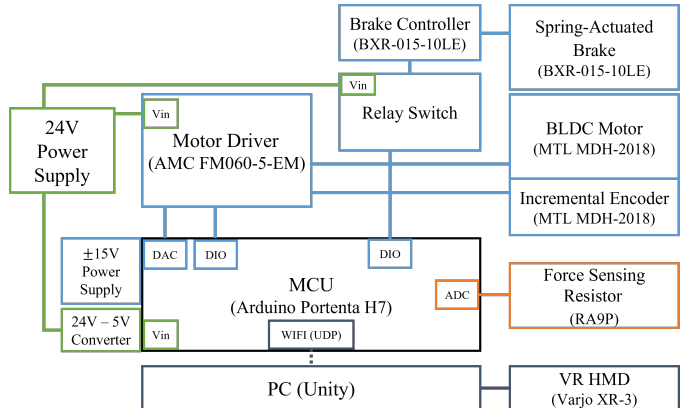 Brake Controller
(BXR-015-10LE)
Spring-Actuated
Brake
(BXR-015-10LE)
Vin
Relay Switch
24V
Power
Supply
Vin
Motor Driver
(AMC FM060-5-EM)
BLDC Motor
(MTL MDH-2018)
Incremental Encoder
(MTL MDH-2018)
±15V
Power
Supply
DAC
DIO
DIO
MCU
(Arduino Portenta H7)
ADC
Force Sensing
Resistor
(RA9P)
24V – 5V
Converter
Vin
WIFI (UDP)
PC (Unity)
VR HMD
(Varjo XR-3)